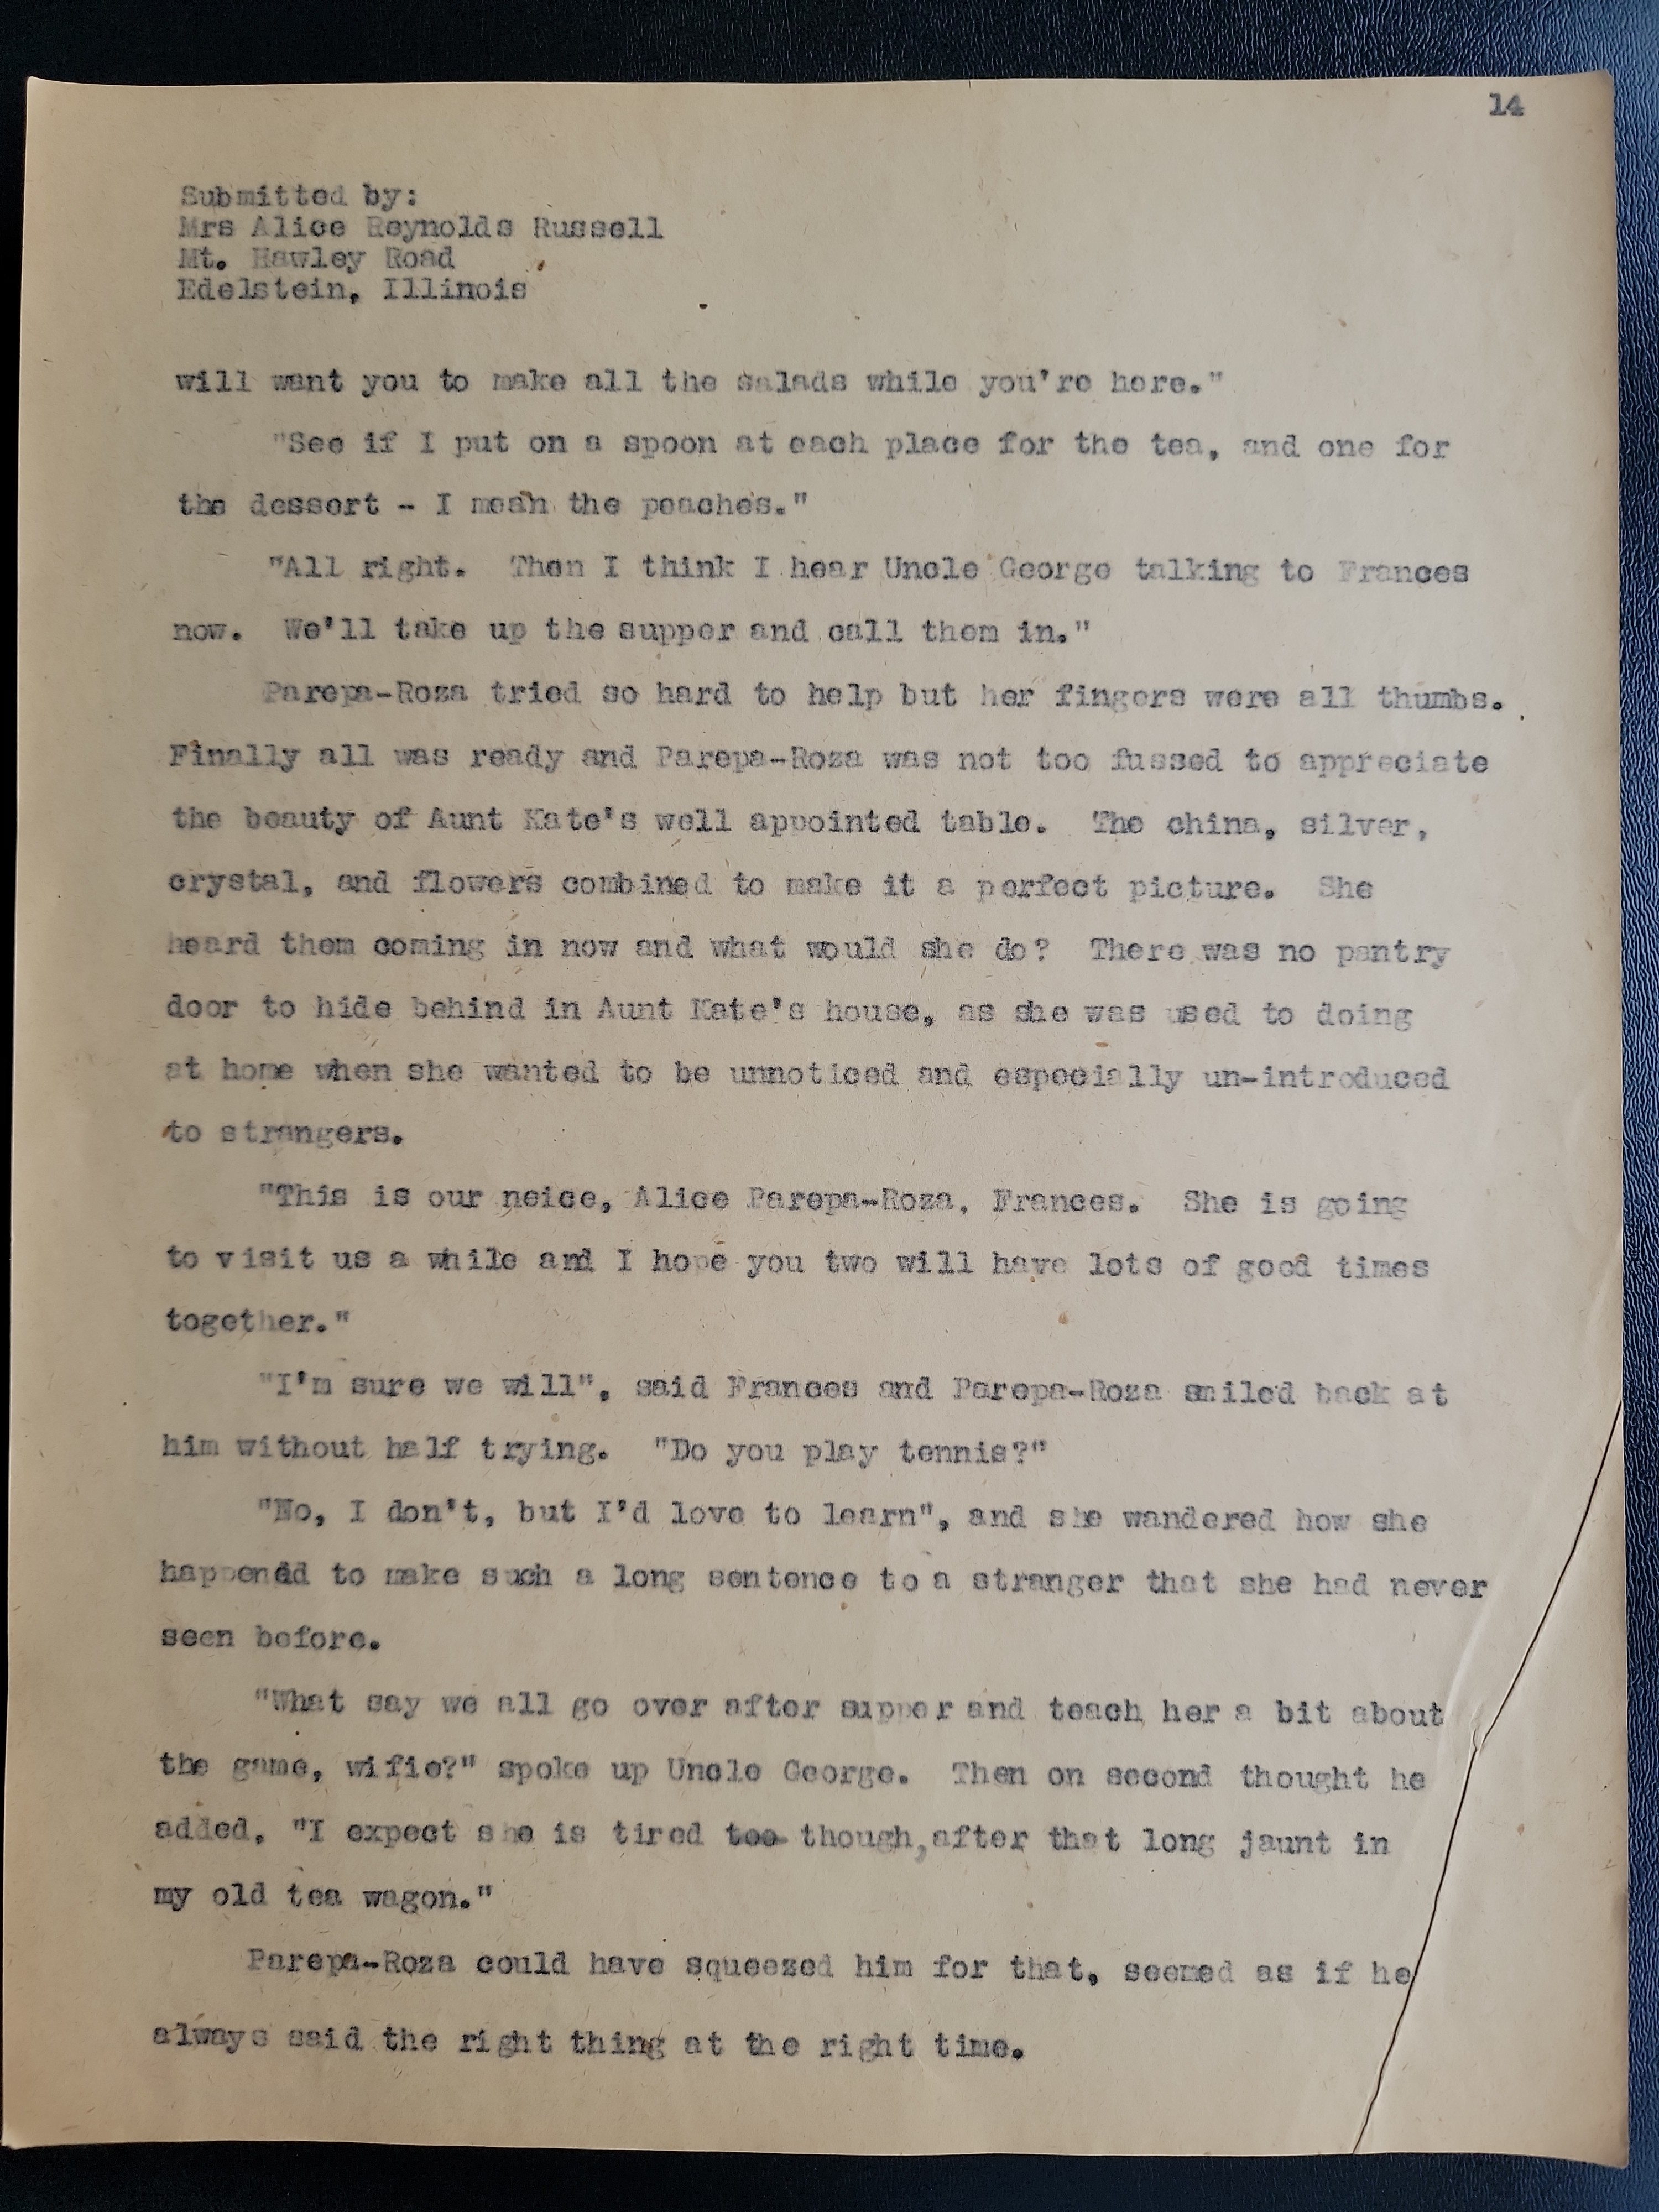 14
Submitted by:
Mrs Alice Reynolds Russell
Mt. Hawley Road
Edelstein, Illinois
will want you to make all the salads while you're here."
"See if I put on a spoon at each place for the tea, and one for
the dessert - I mean the peaches."
"All right.  Then I think I hear Uncle George talking to Frances
now.  We'll take up the supper and call them in."
Parepa-Roza tried so hard to help but her fingers were all thumbs.
Finally all was ready and Parepa-Roza was not too fussed to appreciate
the beauty of Aunt Kate's well appointed table.  The china, silver,
crystal, and flowers combined to make it a perfect picture.  She
heard them coming in now and what would she do?  There was no pantry
door to hide behind in Aunt Kate's house, as she was used to doing
at home when she wanted to be unnoticed and especially un-introduced
to strangers.
"This is our neice, Alice Parepa-Roza, Frances.  She is going
to visit us a while and I hope you two will have lots of good times
together."
"I'm sure we will", said Frances and Parepa-Roza smiled back at
him without half trying.  "Do you play tennis?"
"No, I don't, but I'd love to learn", and she wandered how she
happened to make such a long sentence to a stranger that she had never
seen before.
"What say we all go over after supper and teach her a bit about
the game, wifie?" spoke up Uncle George.  Then on second thought he
added, "I expect she is tired too though, after that long jaunt in
my old tea wagon."
Parepa-Roza could have squeezed him for that, seemed as if he
always said the right thing at the right time.